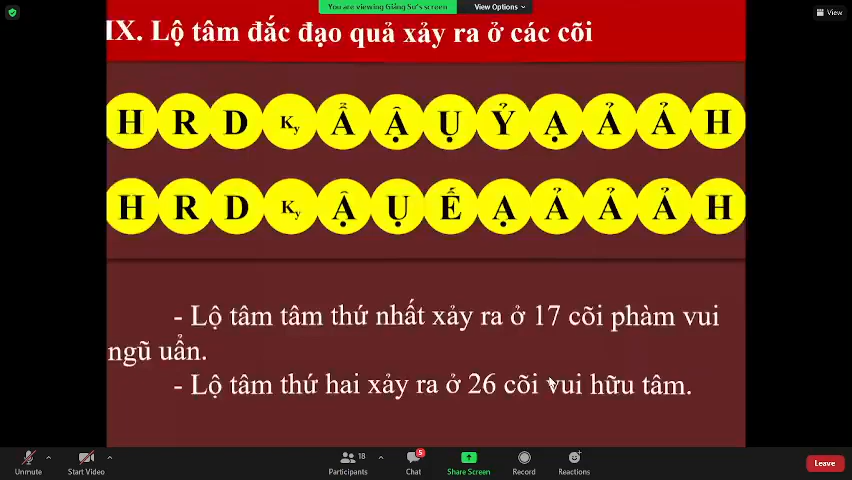 You are viewing Giảng Sư's screen
View Options
View
IX. Lộ tâm đắc đạo quả xảy ra ở các cõi
H R D Ky Ẩ Ậ Ụ Ỷ Ạ Ả Ả H
H R D Ky Ậ Ụ Ế Ạ Ả Ả Ả H
- Lộ tâm tâm thứ nhất xảy ra ở 17 cõi phàm vui
ngũ uẩn.
- Lộ tâm thứ hai xảy ra ở 26 cõi vui hữu tâm.
Unmute
Start Video
18
Participants
5
Chat
Share Screen
Record
Reactions
Leave